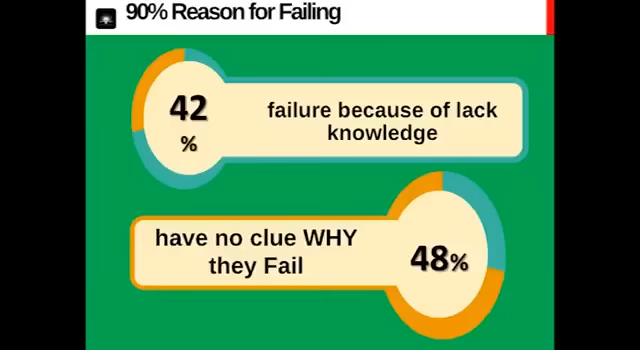 90% Reason for Failing
42
%
failure because of lack
knowledge
have no clue WHY
they Fail
48%